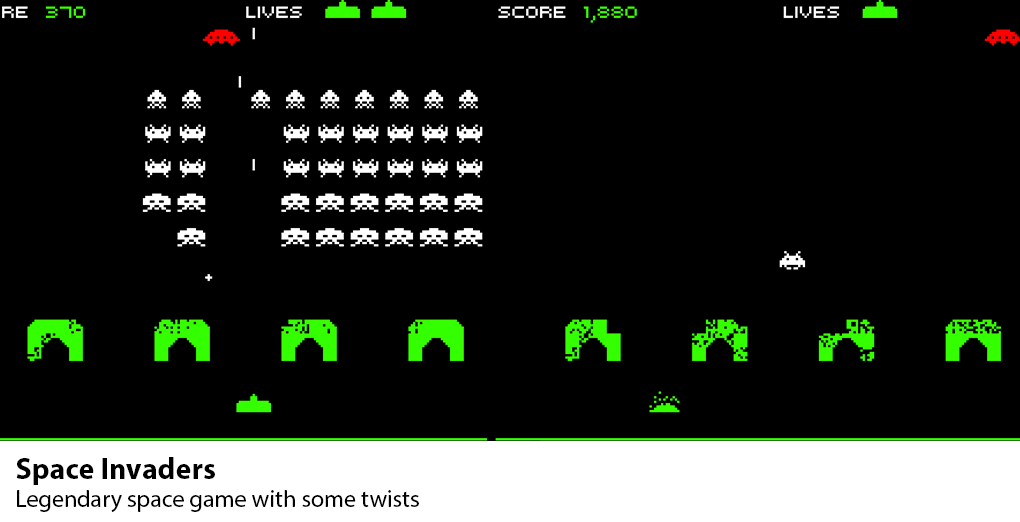 RE 370 LIVES
SCORE 1,880 LIVES
Space Invaders
Legendary space game with some twists